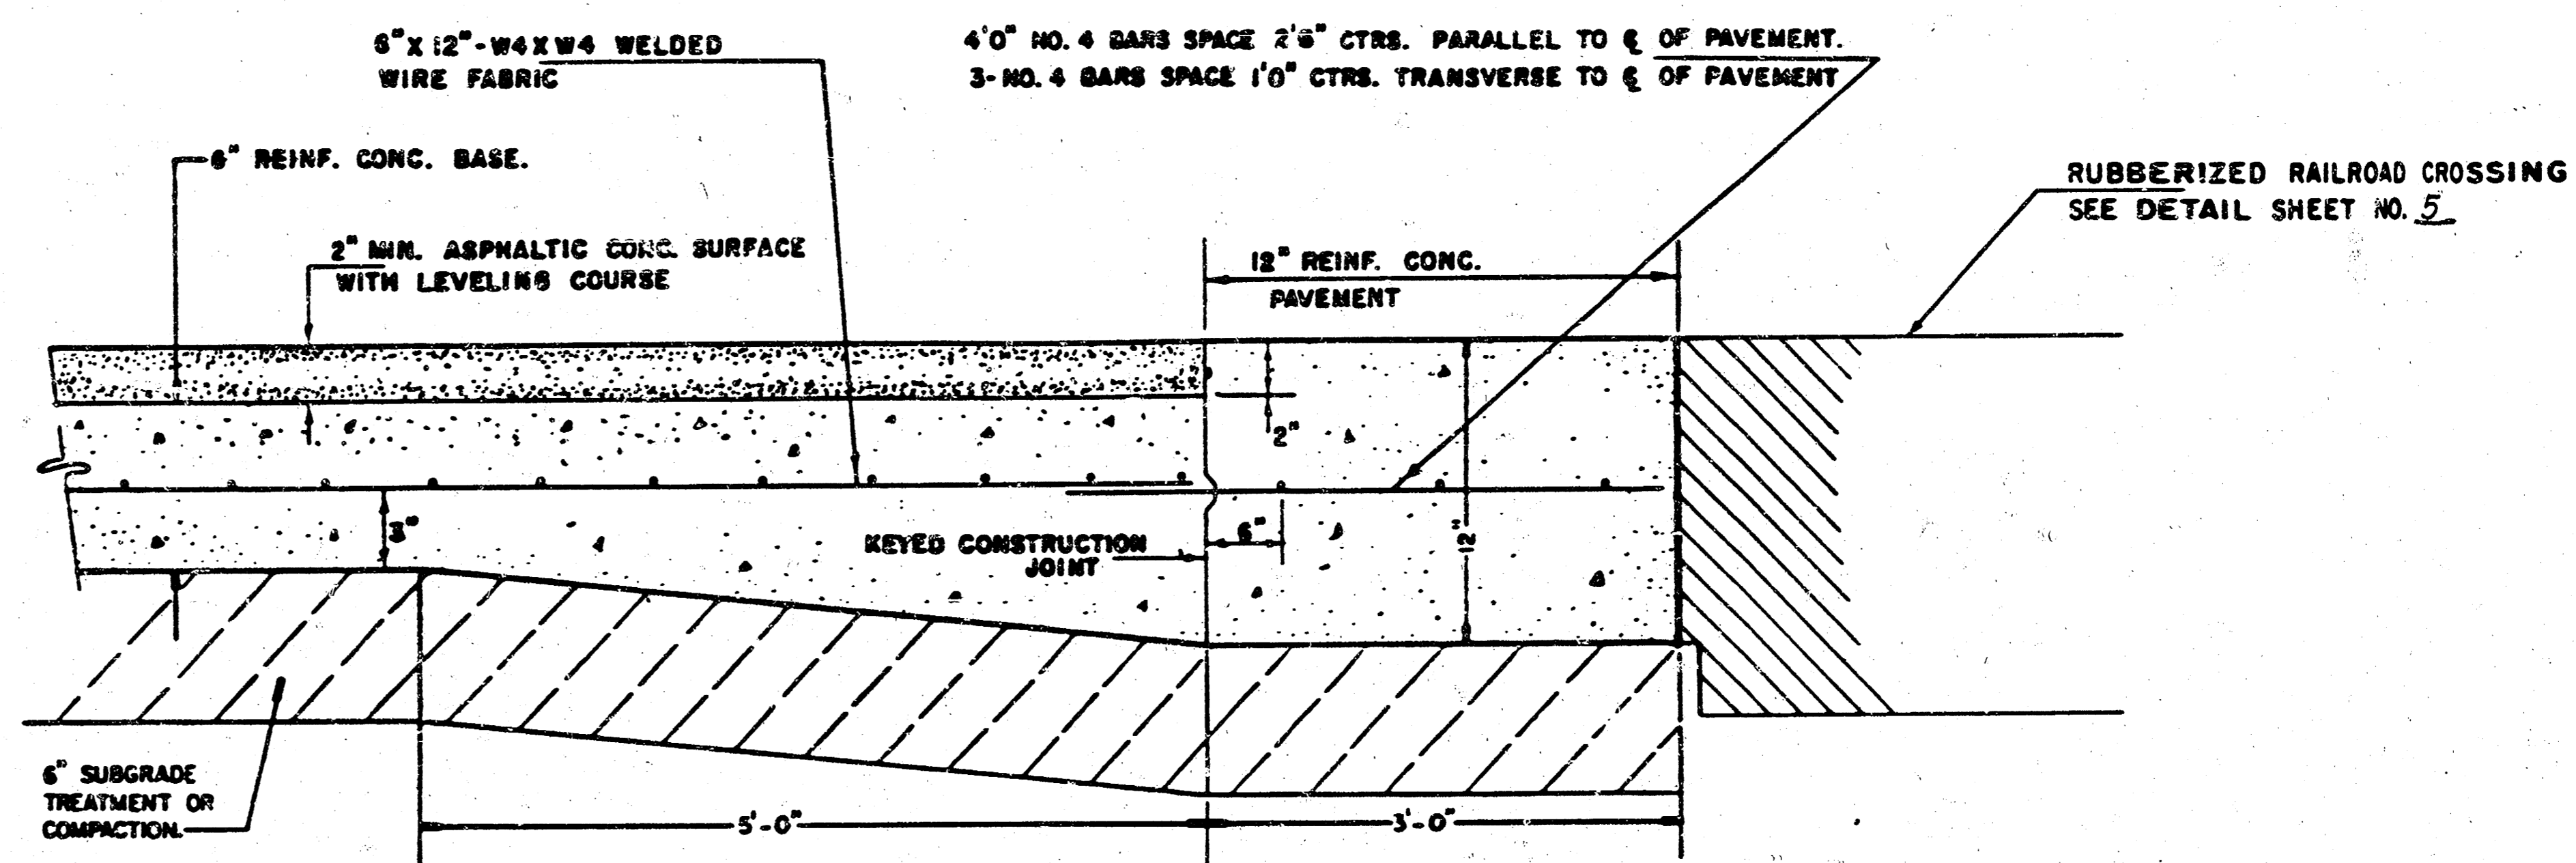 6" X 12" - W4 X W4 WELDED
WIRE FABRIC
4'0" NO. 4 BARS SPACE 2'6" CTRS. PARALLEL TO ℄ OF PAVEMENT.
3- NO. 4 BARS SPACE 1'0" CTRS. TRANSVERSE TO ℄ OF PAVEMENT
6" REINF. CONC. BASE.
RUBBERIZED RAILROAD CROSSING
SEE DETAIL SHEET NO. 5
2" MIN. ASPHALTIC CONC. SURFACE
WITH LEVELING COURSE
12" REINF. CONC.
PAVEMENT
2"
3"
KEYED CONSTRUCTION
JOINT
6"
12"
6" SUBGRADE
TREATMENT OR
COMPACTION.
5'-0"
3'-0"